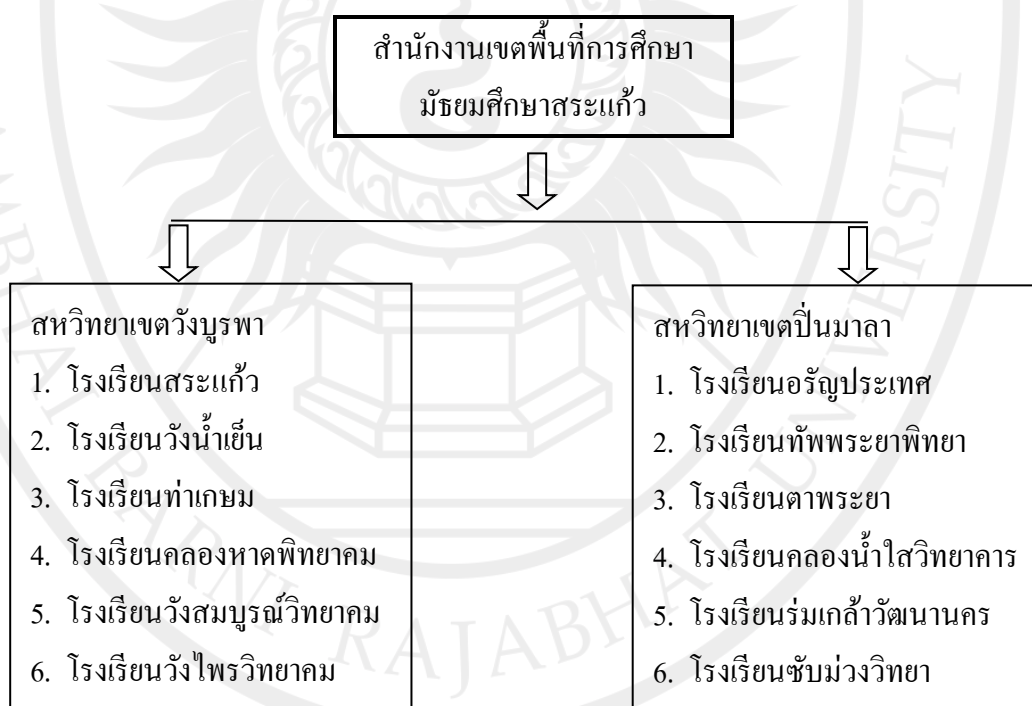 สำนักงานเขตพื้นที่การศึกษา
มัธยมศึกษาสระแก้ว
สหวิทยาเขตวังบูรพา
1. โรงเรียนสระแก้ว
2. โรงเรียนวังน้ำเย็น
3. โรงเรียนท่าเกษม
4. โรงเรียนคลองหาดพิทยาคม
5. โรงเรียนวังสมบูรณ์วิทยาคม
6. โรงเรียนวังไพรวิทยาคม
สหวิทยาเขตปิ่นมาลา
1. โรงเรียนอรัญประเทศ
2. โรงเรียนทัพพระยาพิทยา
3. โรงเรียนตาพระยา
4. โรงเรียนคลองน้ำใสวิทยาคาร
5. โรงเรียนร่มเกล้าวัฒนานคร
6. โรงเรียนซับม่วงวิทยา
RARNI RAJABHAT UNIVERSITY